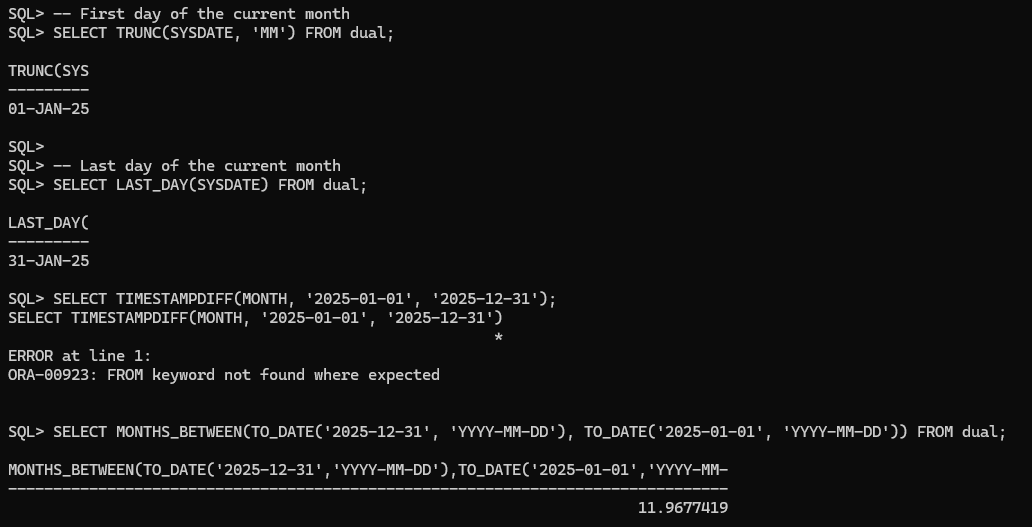 SQL> -- First day of the current month
SQL> SELECT TRUNC(SYSDATE, 'MM') FROM dual;
TRUNC(SYS
---------
01-JAN-25
SQL>
SQL> -- Last day of the current month
SQL> SELECT LAST_DAY(SYSDATE) FROM dual;
LAST_DAY(
---------
31-JAN-25
SQL> SELECT TIMESTAMPDIFF(MONTH, '2025-01-01', '2025-12-31');
SELECT TIMESTAMPDIFF(MONTH, '2025-01-01', '2025-12-31')
*
ERROR at line 1:
ORA-00923: FROM keyword not found where expected
SQL> SELECT MONTHS_BETWEEN(TO_DATE('2025-12-31', 'YYYY-MM-DD'), TO_DATE('2025-01-01', 'YYYY-MM-DD')) FROM dual;
MONTHS_BETWEEN(TO_DATE('2025-12-31','YYYY-MM-DD'),TO_DATE('2025-01-01','YYYY-MM-
--------------------------------------------------------------------------------
11.9677419